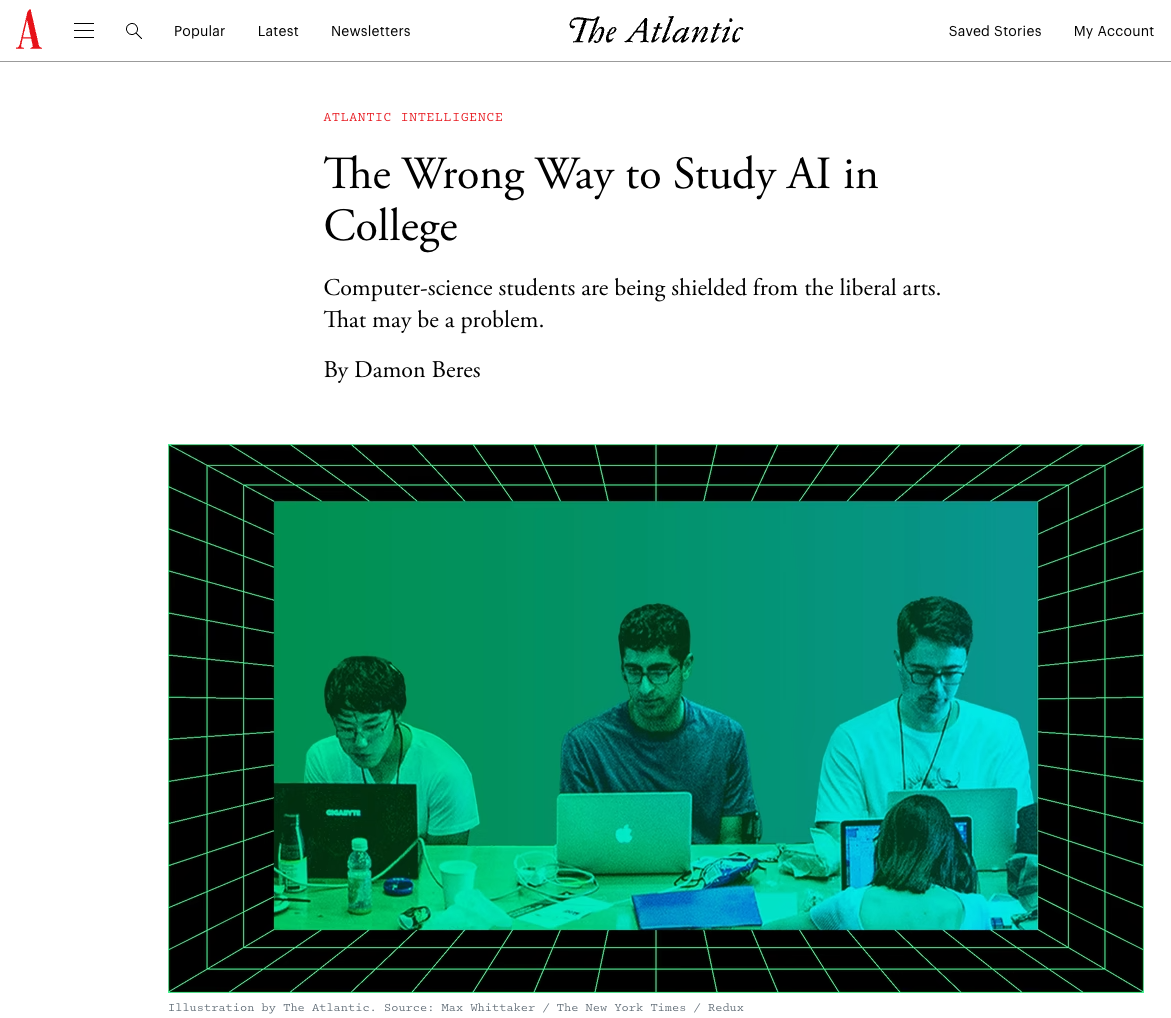 A
Popular
Latest
Newsletters
The Atlantic
Saved Stories
My Account
ATLANTIC INTELLIGENCE
The Wrong Way to Study AI in
College
Computer-science students are being shielded from the liberal arts.
That may be a problem.
By Damon Beres
GIGABYTE
Illustration by The Atlantic. Source: Max Whittaker / The New York Times / Redux